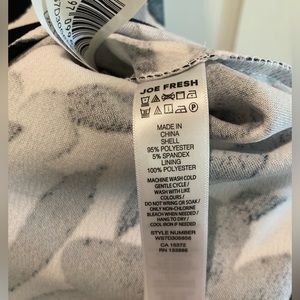 JOE FRESH
MADE IN
CHINA
SHELL
95% POLYESTER
5% SPANDEX
LINING
100% POLYESTER
MACHINE WASH COLD
GENTLE CYCLE /
WASH WITH LIKE
COLOURS /
DO NOT WRING OR SOAK /
ONLY NON-CHLORINE
BLEACH WHEN NEEDED /
HANG TO DRY /
COOL IRON IF NEEDED
STYLE NUMBER
CA 15372